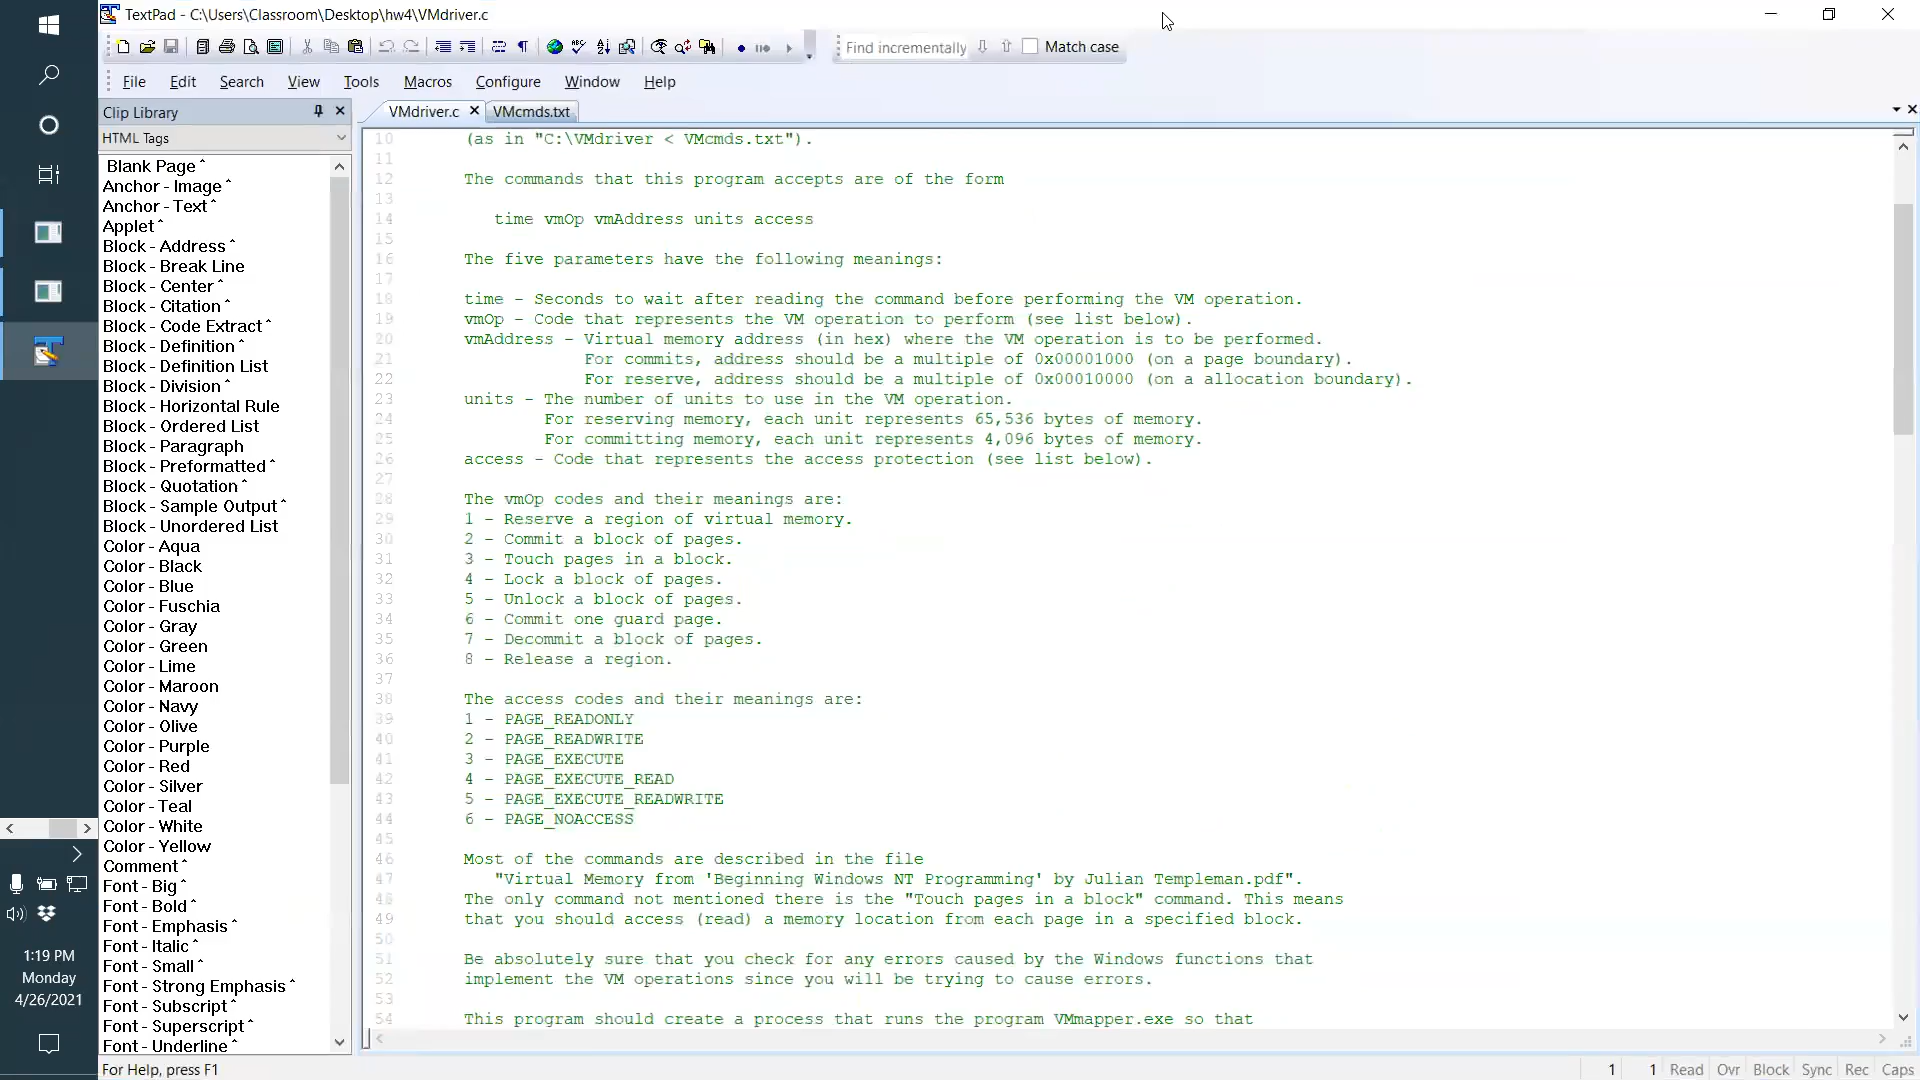 TextPad - C:\Users\Classroom\Desktop\hw4\VMdriver.c
Find incrementally
Match case
File Edit Search View Tools Macros Configure Window Help
Clip Library
VMdriver.c
VMcmds.txt
HTML Tags
Blank Page^
Anchor - Image^
Anchor - Text^
Applet^
Block - Address^
Block - Break Line
Block - Center^
Block - Citation^
Block - Code Extract^
Block - Definition^
Block - Definition List
Block - Division^
Block - Horizontal Rule
Block - Ordered List
Block - Paragraph
Block - Preformatted^
Block - Quotation^
Block - Sample Output^
Block - Unordered List
Color - Aqua
Color - Black
Color - Blue
Color - Fuschia
Color - Gray
Color - Green
Color - Lime
Color - Maroon
Color - Navy
Color - Olive
Color - Purple
Color - Red
Color - Silver
Color - Teal
Color - White
Color - Yellow
Comment^
Font - Big^
Font - Bold^
Font - Emphasis^
Font - Italic^
Font - Small^
Font - Strong Emphasis^
Font - Subscript^
Font - Superscript^
Font - Underline^
10 (as in "C:\VMdriver < VMcmds.txt").
11
12 The commands that this program accepts are of the form
13
14 time vmOp vmAddress units access
15
16 The five parameters have the following meanings:
17
18 time - Seconds to wait after reading the command before performing the VM operation.
19 vmOp - Code that represents the VM operation to perform (see list below).
20 vmAddress - Virtual memory address (in hex) where the VM operation is to be performed.
21 For commits, address should be a multiple of 0x00001000 (on a page boundary).
22 For reserve, address should be a multiple of 0x00010000 (on a allocation boundary).
23 units - The number of units to use in the VM operation.
24 For reserving memory, each unit represents 65,536 bytes of memory.
25 For committing memory, each unit represents 4,096 bytes of memory.
26 access - Code that represents the access protection (see list below).
27
28 The vmOp codes and their meanings are:
29 1 - Reserve a region of virtual memory.
30 2 - Commit a block of pages.
31 3 - Touch pages in a block.
32 4 - Lock a block of pages.
33 5 - Unlock a block of pages.
34 6 - Commit one guard page.
35 7 - Decommit a block of pages.
36 8 - Release a region.
37
38 The access codes and their meanings are:
39 1 - PAGE_READONLY
40 2 - PAGE_READWRITE
41 3 - PAGE_EXECUTE
42 4 - PAGE_EXECUTE_READ
43 5 - PAGE_EXECUTE_READWRITE
44 6 - PAGE_NOACCESS
45
46 Most of the commands are described in the file
47 "Virtual Memory from 'Beginning Windows NT Programming' by Julian Templeman.pdf".
48 The only command not mentioned there is the "Touch pages in a block" command. This means
49 that you should access (read) a memory location from each page in a specified block.
50
51 Be absolutely sure that you check for any errors caused by the Windows functions that
52 implement the VM operations since you will be trying to cause errors.
53
54 This program should create a process that runs the program VMmapper.exe so that
1:19 PM
Monday
4/26/2021
For Help, press F1
1 1 Read Ovr Block Sync Rec Caps